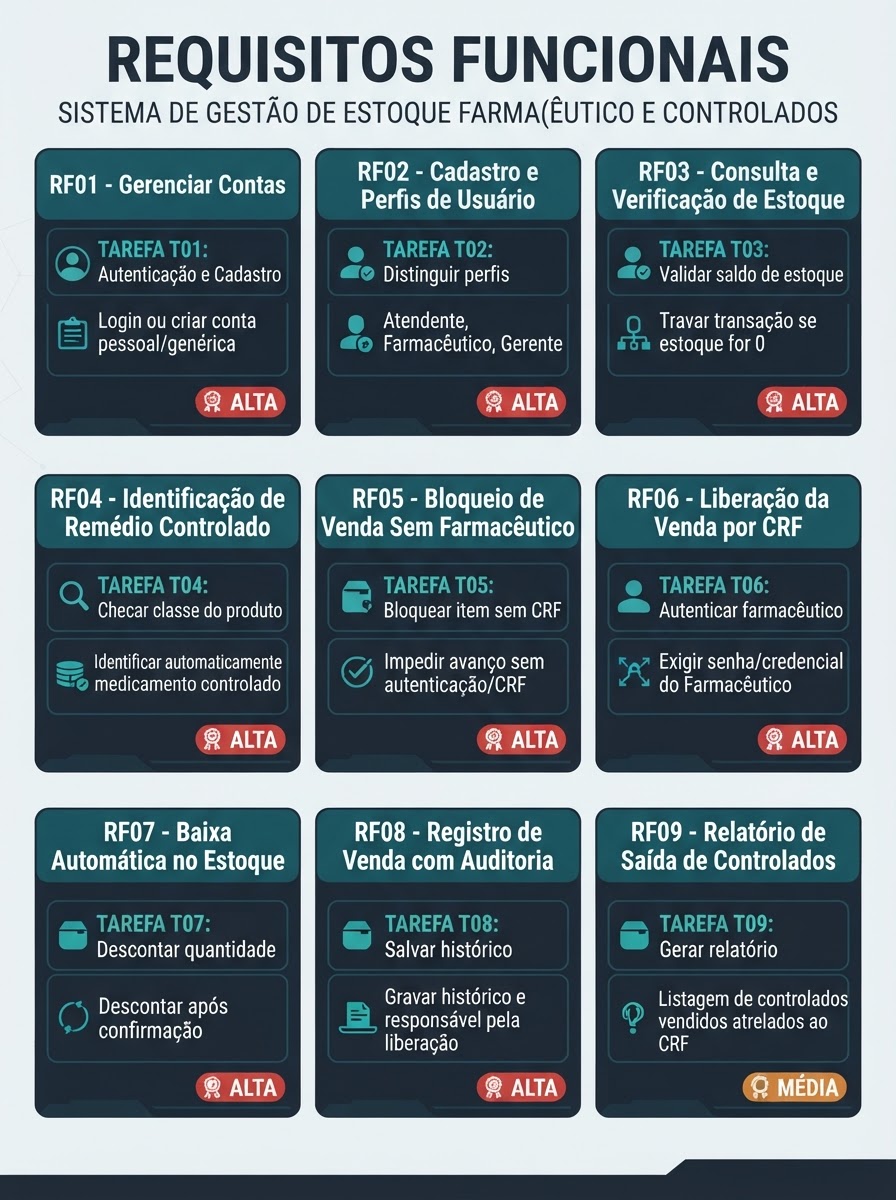 REQUISITOS FUNCIONAIS
SISTEMA DE GESTÃO DE ESTOQUE FARMA(ÊUTICO E CONTROLADOS
RF01 - Gerenciar Contas
TAREFA T01:
Autenticação e Cadastro
Login ou criar conta
pessoal/genérica
ALTA
RF02 - Cadastro e
Perfis de Usuário
TAREFA T02:
Distinguir perfis
Atendente,
Farmacêutico, Gerente
ALTA
RF03 - Consulta e
Verificação de Estoque
TAREFA T03:
Validar saldo de estoque
Travar transação se
estoque for 0
ALTA
RF04 - Identificação de
Remédio Controlado
TAREFA T04:
Checar classe do produto
Identificar automaticamente
medicamento controlado
ALTA
RF05 - Bloqueio de
Venda Sem Farmacêutico
TAREFA T05:
Bloquear item sem CRF
Impedir avanço sem
autenticação/CRF
ALTA
RF06 - Liberação da
Venda por CRF
TAREFA T06:
Autenticar farmacêutico
Exigir senha/credencial
do Farmacêutico
ALTA
RF07 - Baixa
Automática no Estoque
TAREFA T07:
Descontar quantidade
Descontar após
confirmação
ALTA
RF08 - Registro de
Venda com Auditoria
TAREFA T08:
Salvar histórico
Gravar histórico e
responsável pela
liberação
ALTA
RF09 - Relatório de
Saída de Controlados
TAREFA T09:
Gerar relatório
Listagem de controlados
vendidos atrelados ao
CRF
MÉDIA